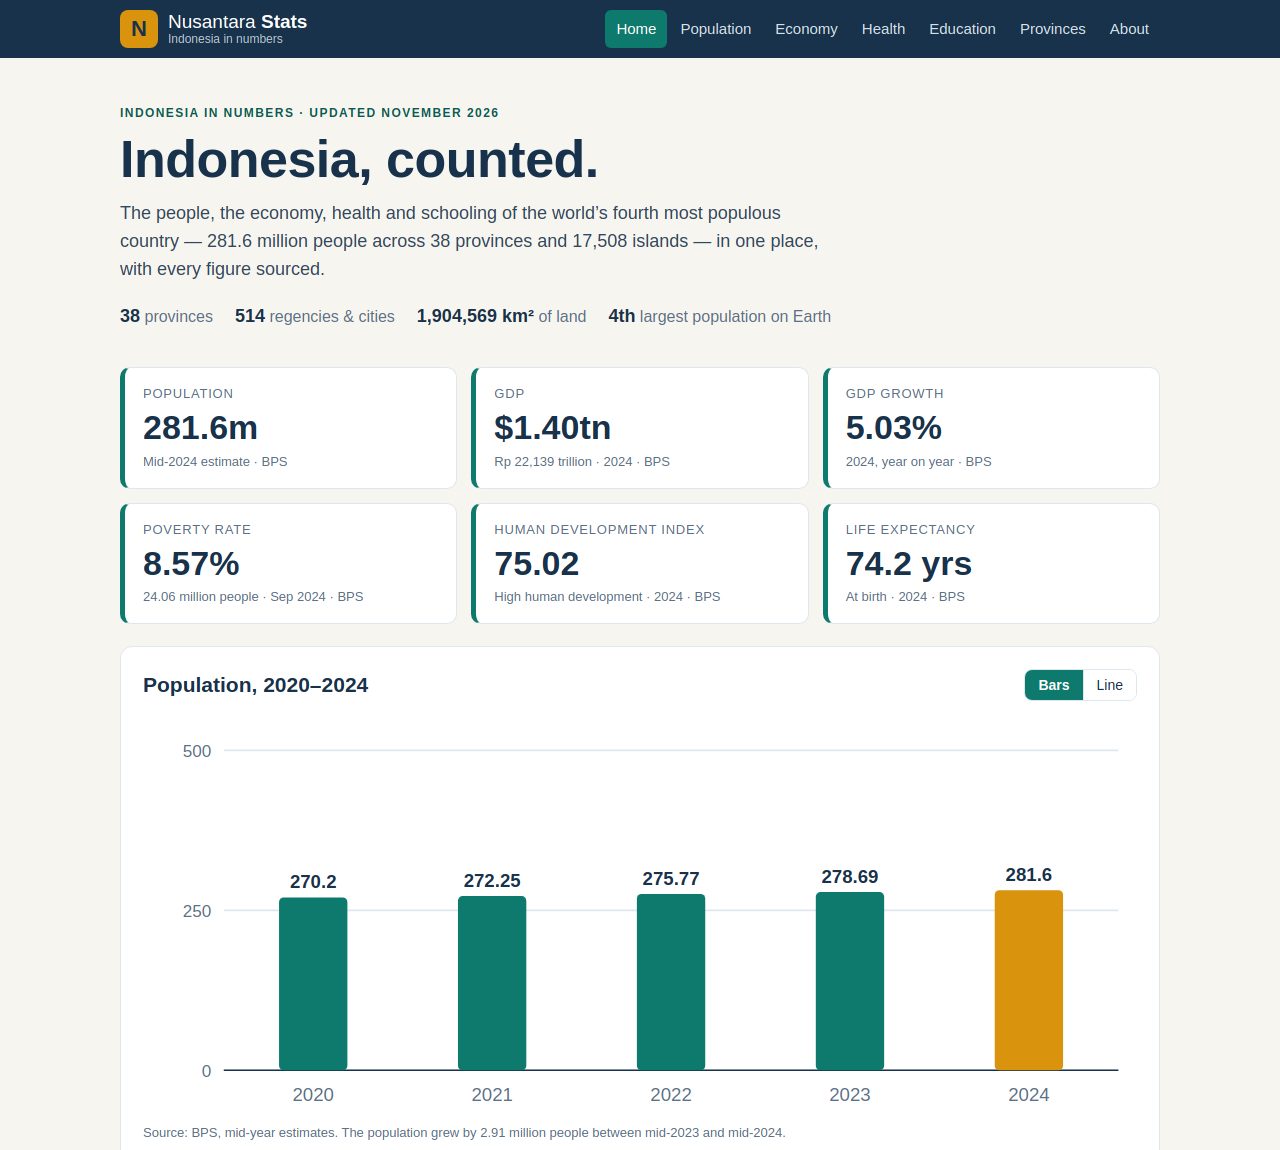 N
Nusantara Stats
Indonesia in numbers
Home Population Economy Health Education Provinces About
INDONESIA IN NUMBERS · UPDATED NOVEMBER 2026
Indonesia, counted.
The people, the economy, health and schooling of the world’s fourth most populous
country — 281.6 million people across 38 provinces and 17,508 islands — in one place,
with every figure sourced.
38 provinces 514 regencies & cities 1,904,569 km² of land 4th largest population on Earth
POPULATION
281.6m
Mid-2024 estimate · BPS
GDP
$1.40tn
Rp 22,139 trillion · 2024 · BPS
GDP GROWTH
5.03%
2024, year on year · BPS
POVERTY RATE
8.57%
24.06 million people · Sep 2024 · BPS
HUMAN DEVELOPMENT INDEX
75.02
High human development · 2024 · BPS
LIFE EXPECTANCY
74.2 yrs
At birth · 2024 · BPS
Population, 2020–2024
Bars Line
500
250
0
270.2
272.25
275.77
278.69
281.6
2020 2021 2022 2023 2024
Source: BPS, mid-year estimates. The population grew by 2.91 million people between mid-2023 and mid-2024.